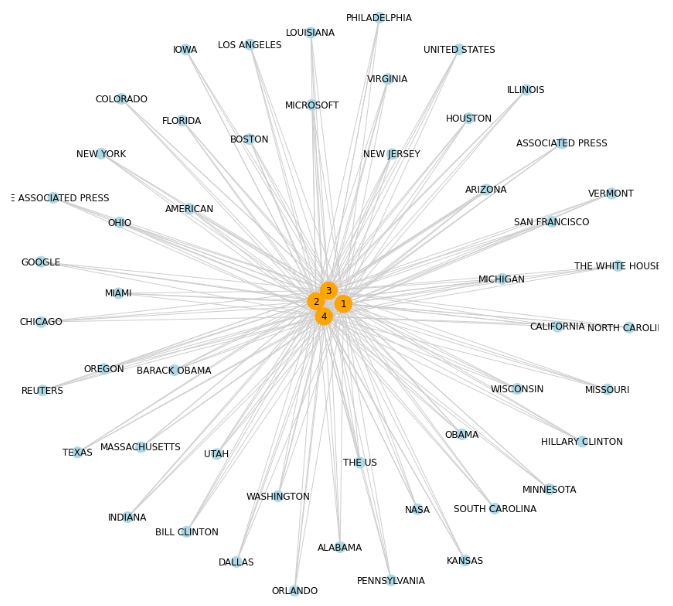 PHILADELPHIA
LOUISIANA
IOWA
LOS ANGELES
UNITED STATES
VIRGINIA
ILLINOIS
COLORADO
MICROSOFT
FLORIDA
HOUSTON
BOSTON
ASSOCIATED PRESS
NEW YORK
NEW JERSEY
ARIZONA
VERMONT
E ASSOCIATED PRESS
AMERICAN
OHIO
SAN FRANCISCO
GOOGLE
THE WHITE HOUSE
MICHIGAN
MIAMI
3
2
1
4
CHICAGO
CALIFORNIA
NORTH CAROLI
OREGON
BARACK OBAMA
REUTERS
WISCONSIN
MISSOURI
OBAMA
HILLARY CLINTON
TEXAS
MASSACHUSETTS
UTAH
THE US
MINNESOTA
WASHINGTON
INDIANA
NASA
SOUTH CAROLINA
BILL CLINTON
ALABAMA
DALLAS
KANSAS
PENNSYLVANIA
ORLANDO